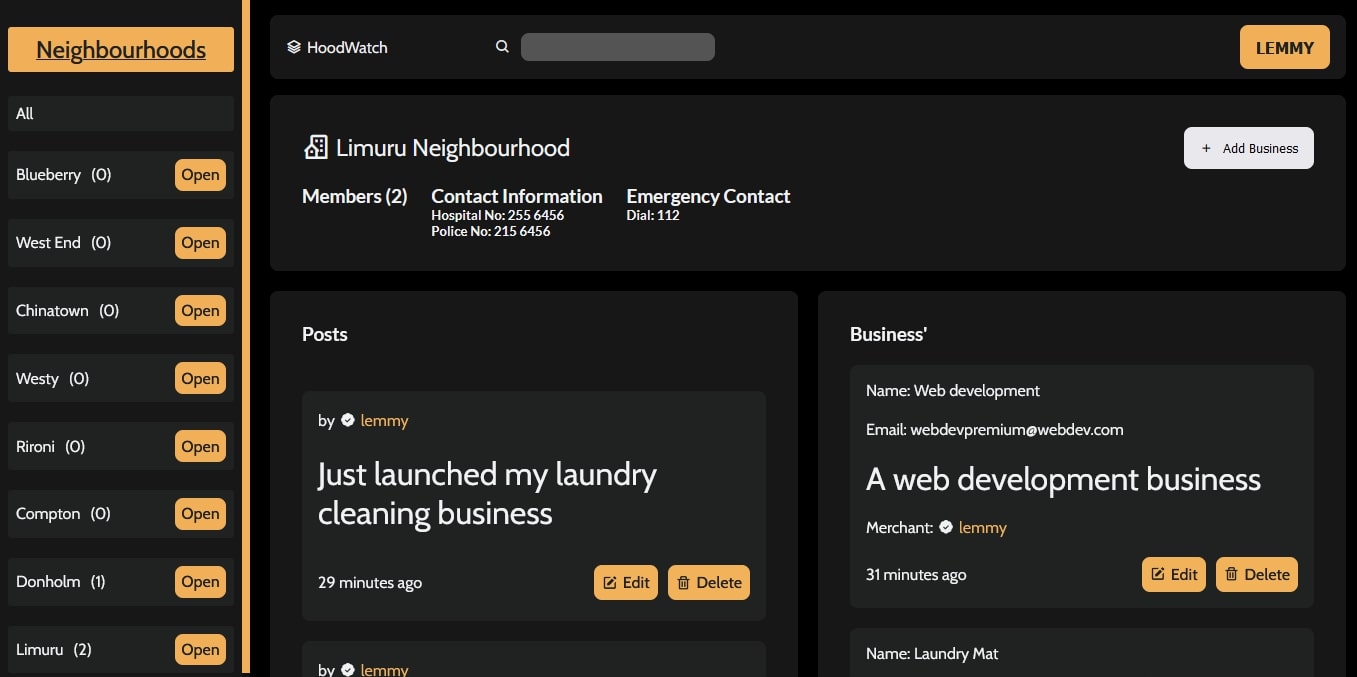 Neighbourhoods
All
Blueberry (0) Open
West End (0) Open
Chinatown (0) Open
Westy (0) Open
Rironi (0) Open
Compton (0) Open
Donholm (1) Open
Limuru (2) Open
HoodWatch
LEMMY
Limuru Neighbourhood
+ Add Business
Members (2)
Contact Information
Hospital No: 255 6456
Police No: 215 6456
Emergency Contact
Dial: 112
Posts
by lemmy
Just launched my laundry
cleaning business
29 minutes ago
Edit
Delete
by lemmy
Business'
Name: Web development
Email: webdevpremium@webdev.com
A web development business
Merchant: lemmy
31 minutes ago
Edit
Delete
Name: Laundry Mat